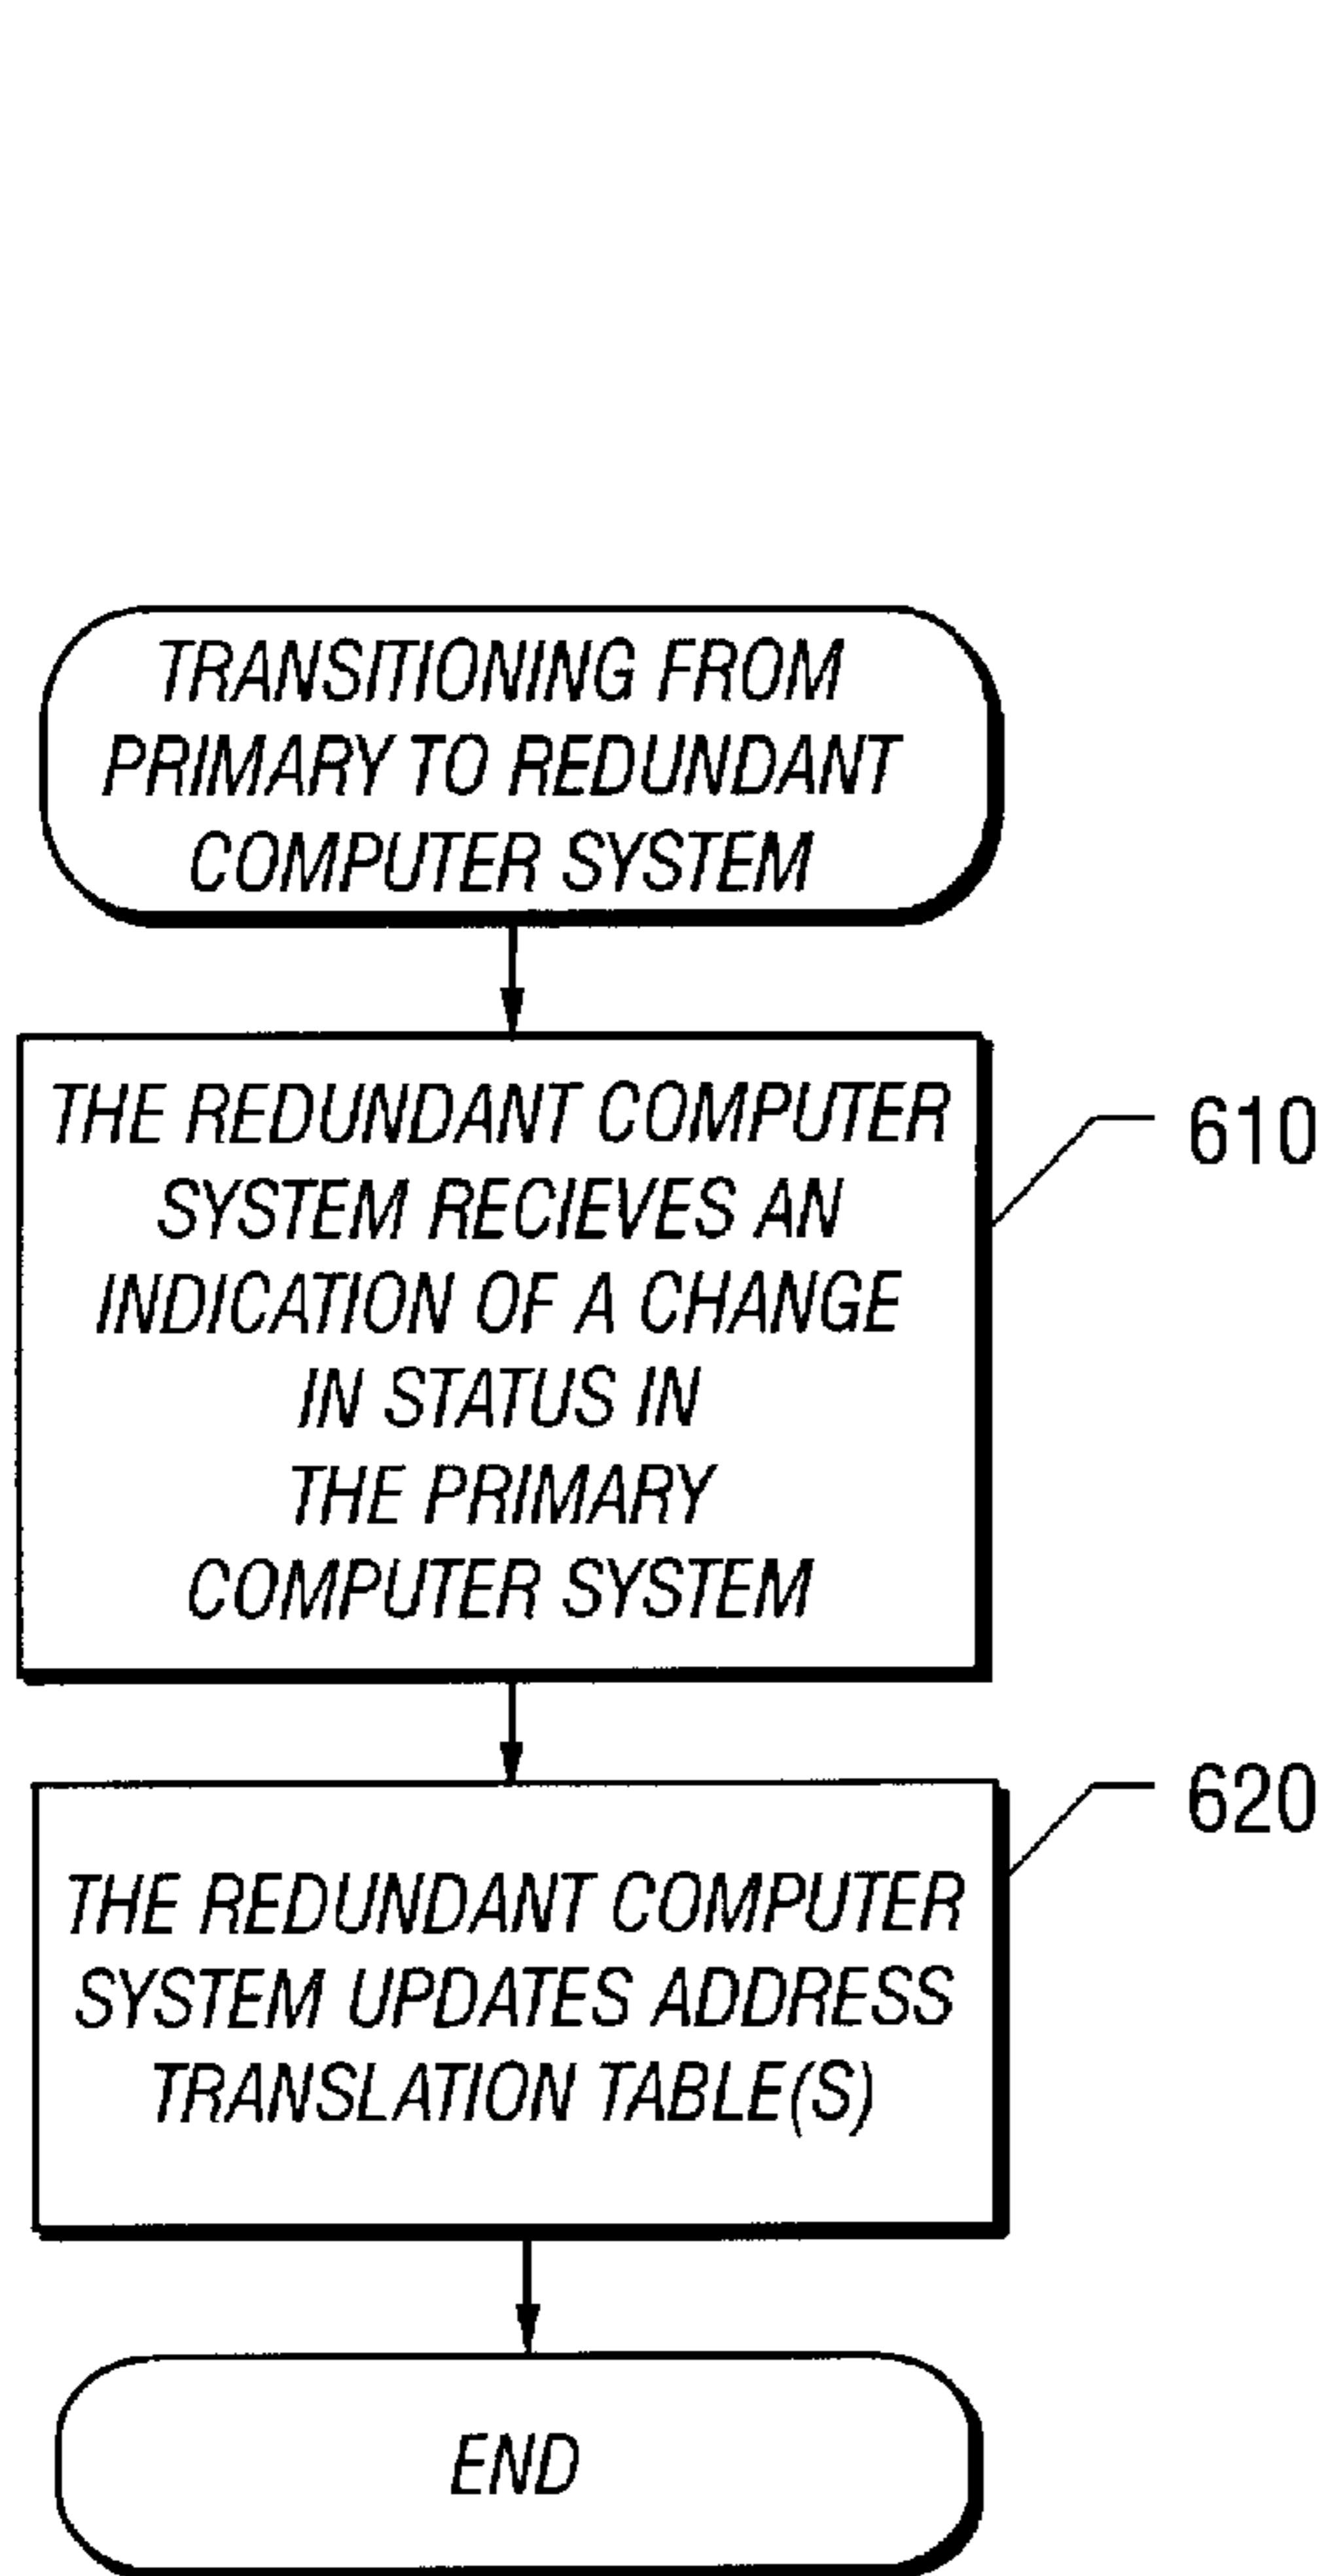 TRANSITIONING FROM
PRIMARY TO REDUNDANT
COMPUTER SYSTEM
THE REDUNDANT COMPUTER
SYSTEM RECIEVES AN
INDICATION OF A CHANGE
IN STATUS IN
THE PRIMARY
COMPUTER SYSTEM
610
THE REDUNDANT COMPUTER
SYSTEM UPDATES ADDRESS
TRANSLATION TABLE(S)
620
END